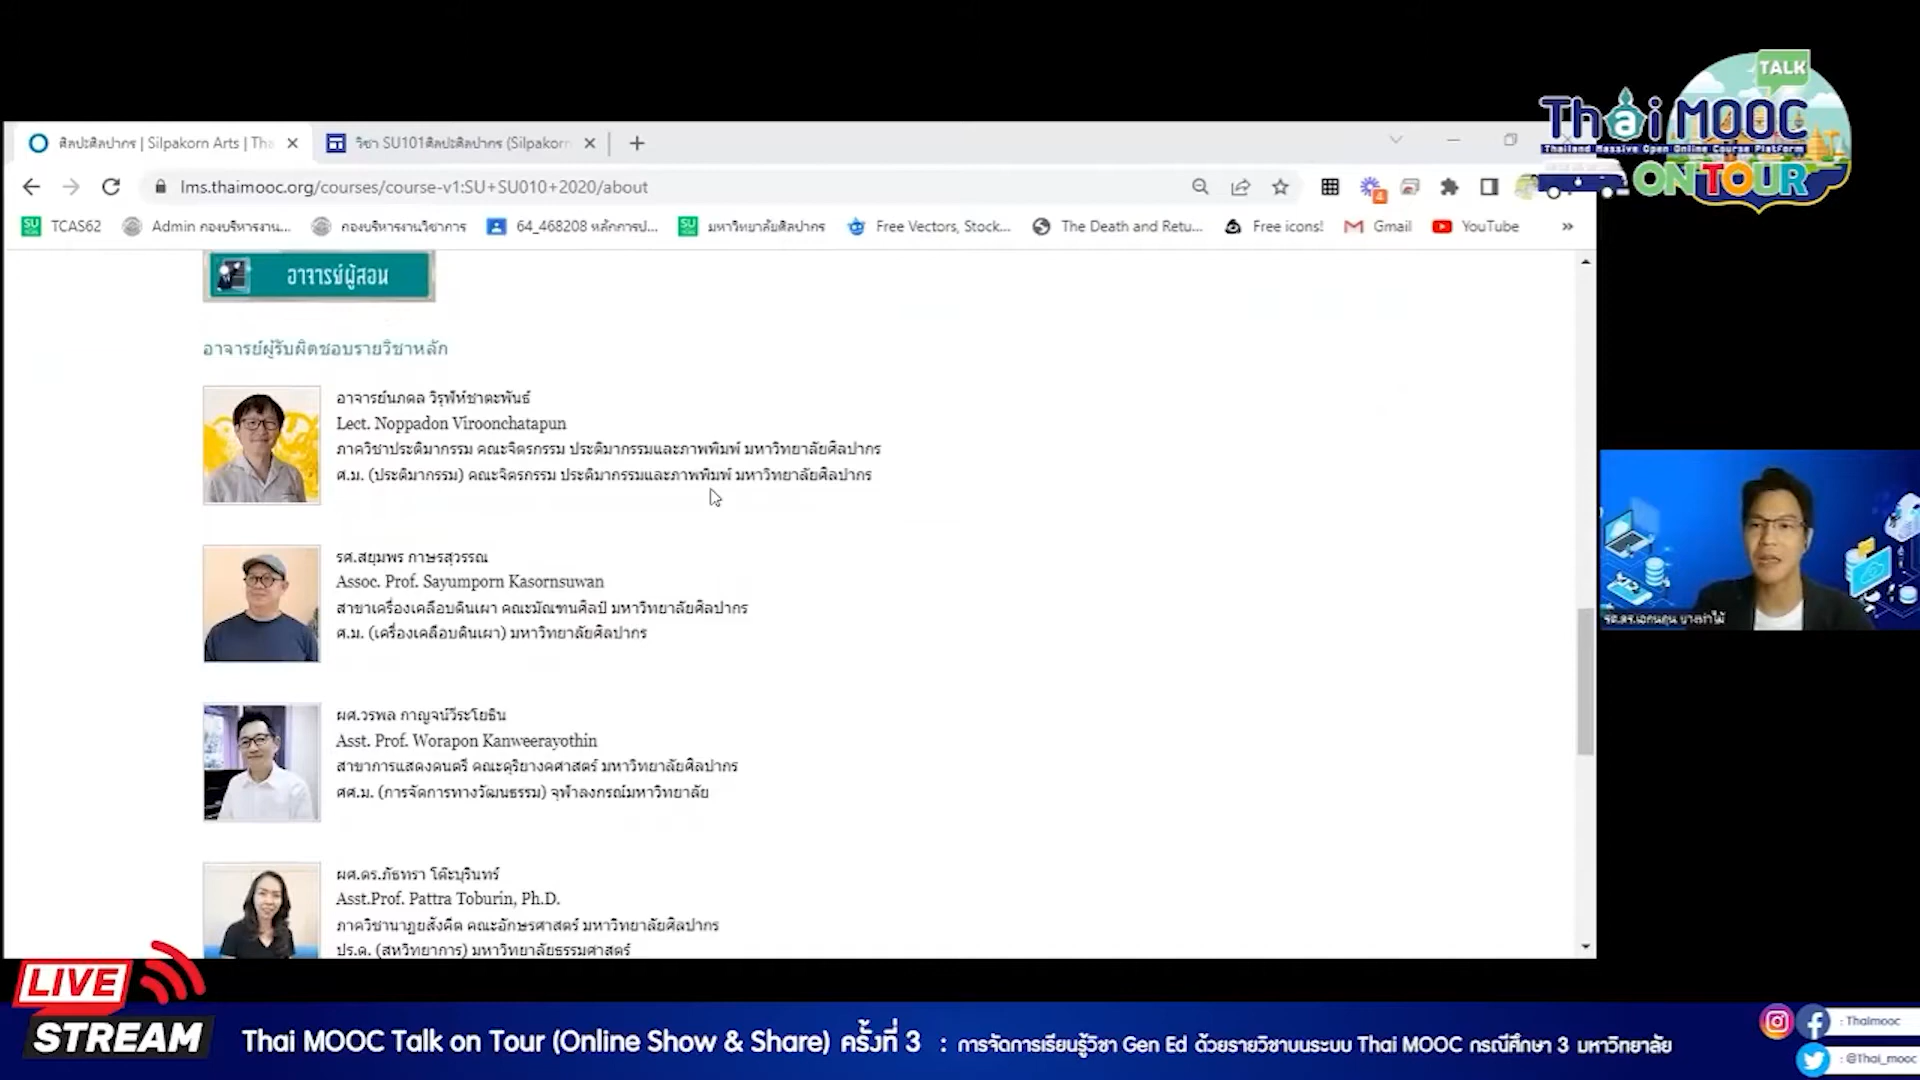 TALK
Thai MOOC
Thailand Massive Open Online Course Platform
ON TOUR
ศิลปะศิลปากร | Silpakorn Arts | Tha
วิชา SU101ศิลปะศิลปากร (Silpakorn
lms.thaimooc.org/courses/course-v1:SU+SU010+2020/about
4
TCAS62
Admin กองบริหารงาน...
กองบริหารงานวิชาการ
64_468208 หลักการป...
มหาวิทยาลัยศิลปากร
Free Vectors, Stock...
The Death and Retu...
Free icons!
Gmail
YouTube
»
อาจารย์ผู้สอน
อาจารย์ผู้รับผิดชอบรายวิชาหลัก
อาจารย์นภดล วิรุฬห์ชาตะพันธ์
Lect. Noppadon Viroonchatapun
ภาควิชาประติมากรรม คณะจิตรกรรม ประติมากรรมและภาพพิมพ์ มหาวิทยาลัยศิลปากร
ศ.ม. (ประติมากรรม) คณะจิตรกรรม ประติมากรรมและภาพพิมพ์ มหาวิทยาลัยศิลปากร
รศ.สยุมพร กาษรสุวรรณ
Assoc. Prof. Sayumporn Kasornsuwan
สาขาเครื่องเคลือบดินเผา คณะมัณฑนศิลป์ มหาวิทยาลัยศิลปากร
ศ.ม. (เครื่องเคลือบดินเผา) มหาวิทยาลัยศิลปากร
ผศ.วรพล กาญจน์วีระโยธิน
Asst. Prof. Worapon Kanweerayothin
สาขาการแสดงดนตรี คณะดุริยางคศาสตร์ มหาวิทยาลัยศิลปากร
ศศ.ม. (การจัดการทางวัฒนธรรม) จุฬาลงกรณ์มหาวิทยาลัย
ผศ.ดร.ภัธทรา โต๊ะบุรินทร์
Asst.Prof. Pattra Toburin, Ph.D.
ภาควิชานาฏยสังคีต คณะอักษรศาสตร์ มหาวิทยาลัยศิลปากร
ปร.ด. (สหวิทยาการ) มหาวิทยาลัยธรรมศาสตร์
รศ.ดร.เอกนฤน บางท่าไม้
LIVE
STREAM
Thai MOOC Talk on Tour (Online Show & Share) ครั้งที่ 3 : การจัดการเรียนรู้วิชา Gen Ed ด้วยรายวิชาบนระบบ Thai MOOC กรณีศึกษา 3 มหาวิทยาลัย
: Thaimooc
: @Thai_mooc